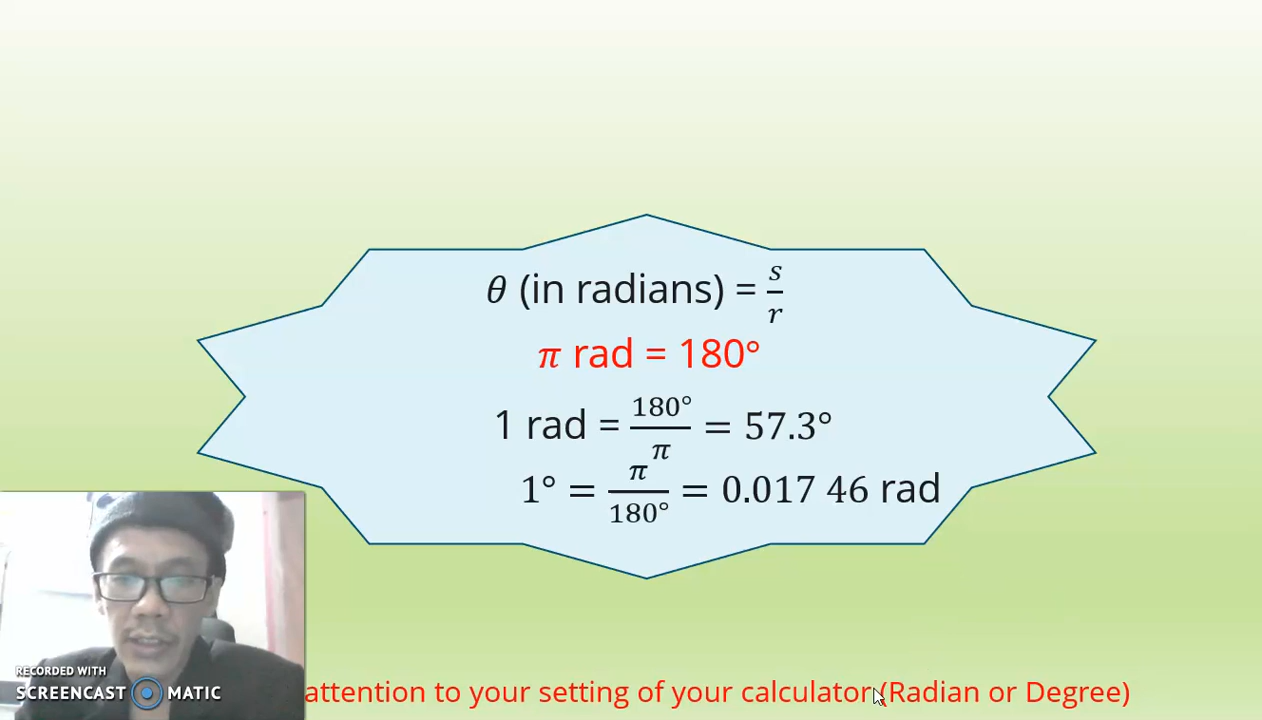 θ (in radians) = s/r
π rad = 180°
1 rad = 180°/π = 57.3°
1° = π/180° = 0.017 46 rad
attention to your setting of your calculator (Radian or Degree)
RECORDED WITH
SCREENCAST MATIC